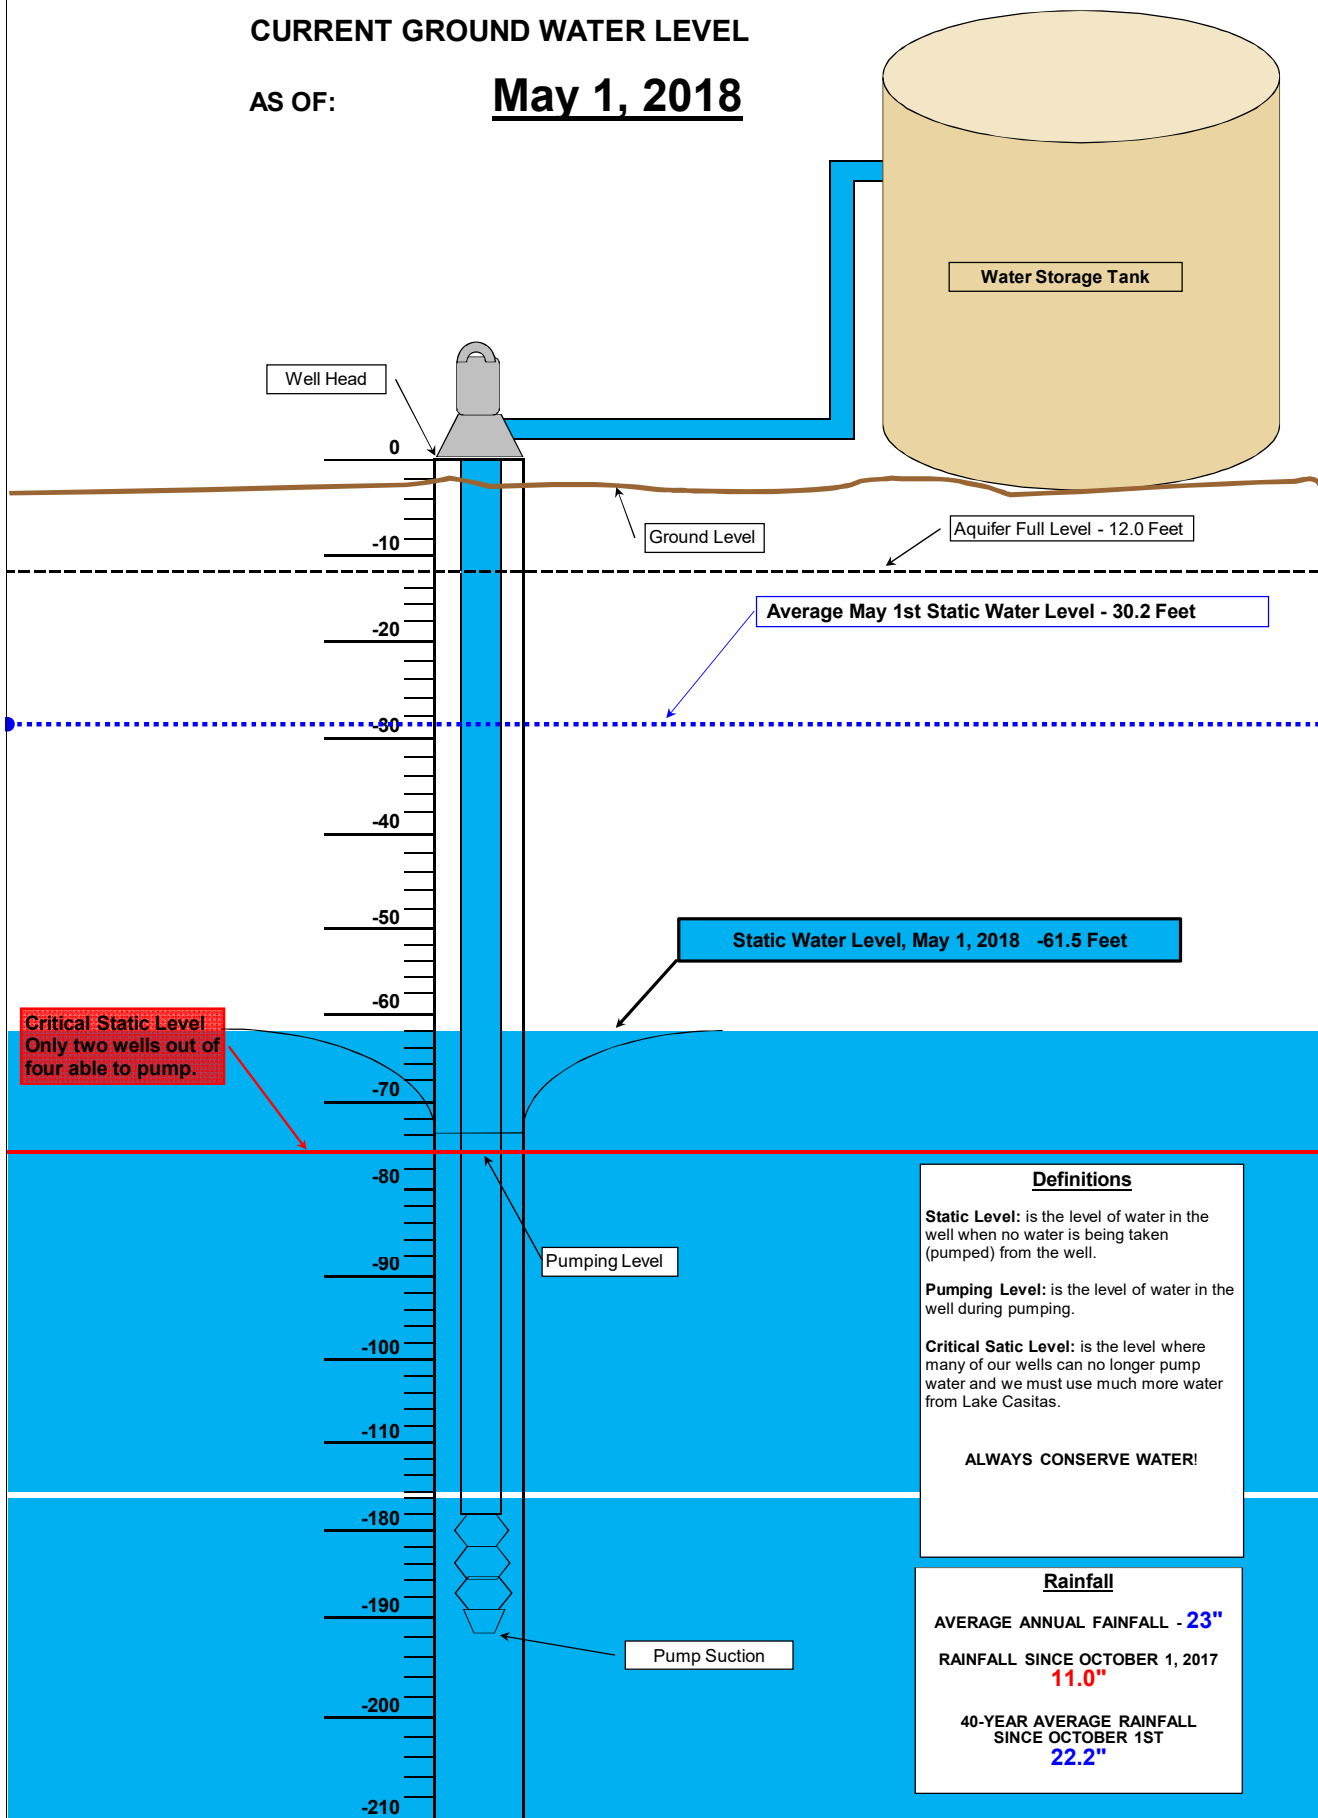 CURRENT GROUND WATER LEVEL
AS OF: May 1, 2018
Water Storage Tank
Well Head
0
Ground Level
Aquifer Full Level - 12.0 Feet
-10
Average May 1st Static Water Level - 30.2 Feet
-20
-30
-40
-50
Static Water Level, May 1, 2018 -61.5 Feet
-60
Critical Static Level
Only two wells out of
four able to pump.
-70
-80
Pumping Level
-90
-100
-110
-180
-190
Pump Suction
-200
-210
Definitions
Static Level: is the level of water in the
well when no water is being taken
(pumped) from the well.
Pumping Level: is the level of water in the
well during pumping.
Critical Satic Level: is the level where
many of our wells can no longer pump
water and we must use much more water
from Lake Casitas.
ALWAYS CONSERVE WATER!
Rainfall
AVERAGE ANNUAL FAINFALL - 23"
RAINFALL SINCE OCTOBER 1, 2017
11.0"
40-YEAR AVERAGE RAINFALL
SINCE OCTOBER 1ST
22.2"